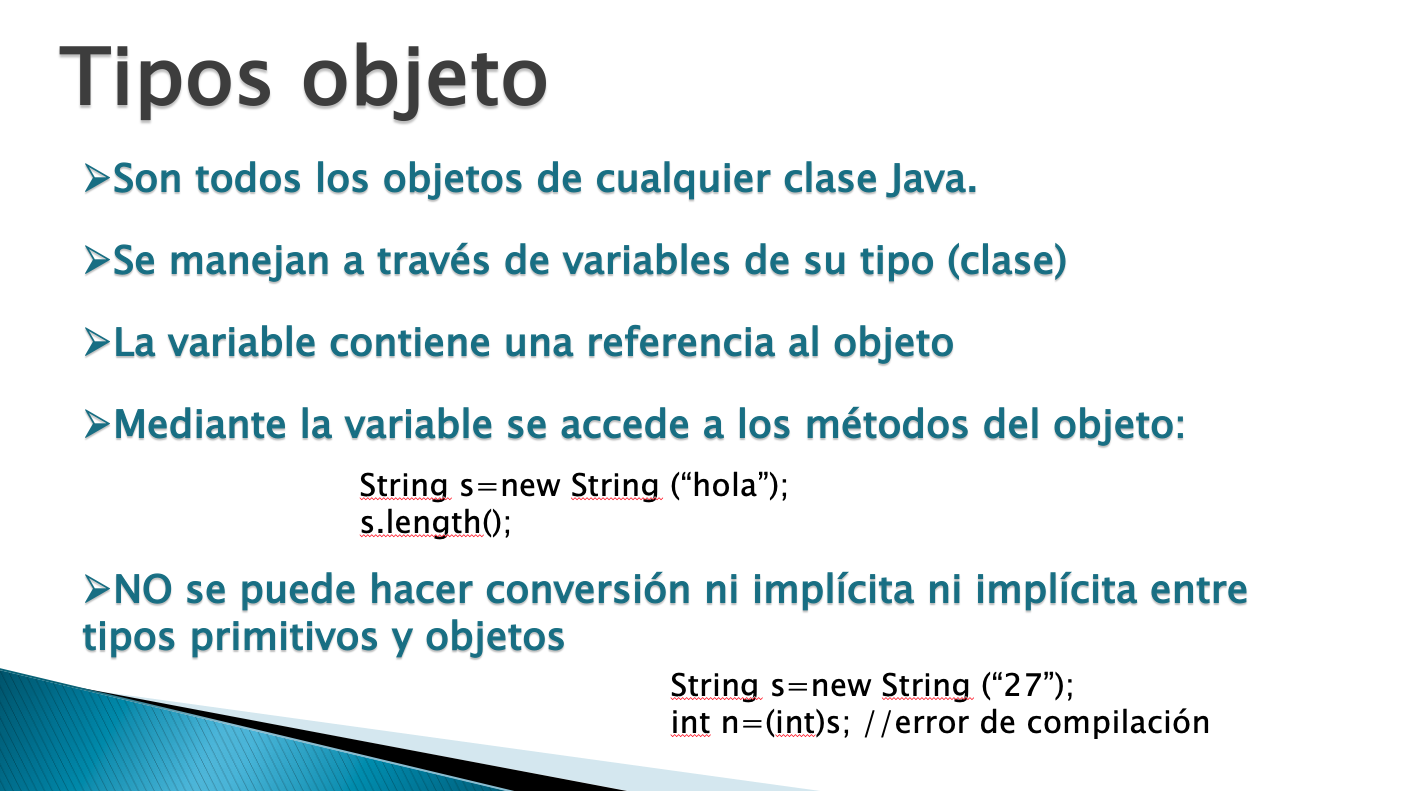 Tipos objeto
➢Son todos los objetos de cualquier clase Java.
➢Se manejan a través de variables de su tipo (clase)
➢La variable contiene una referencia al objeto
➢Mediante la variable se accede a los métodos del objeto:
String s=new String (“hola”);
s.length();
➢NO se puede hacer conversión ni implícita ni implícita entre
tipos primitivos y objetos
String s=new String (“27”);
int n=(int)s; //error de compilación